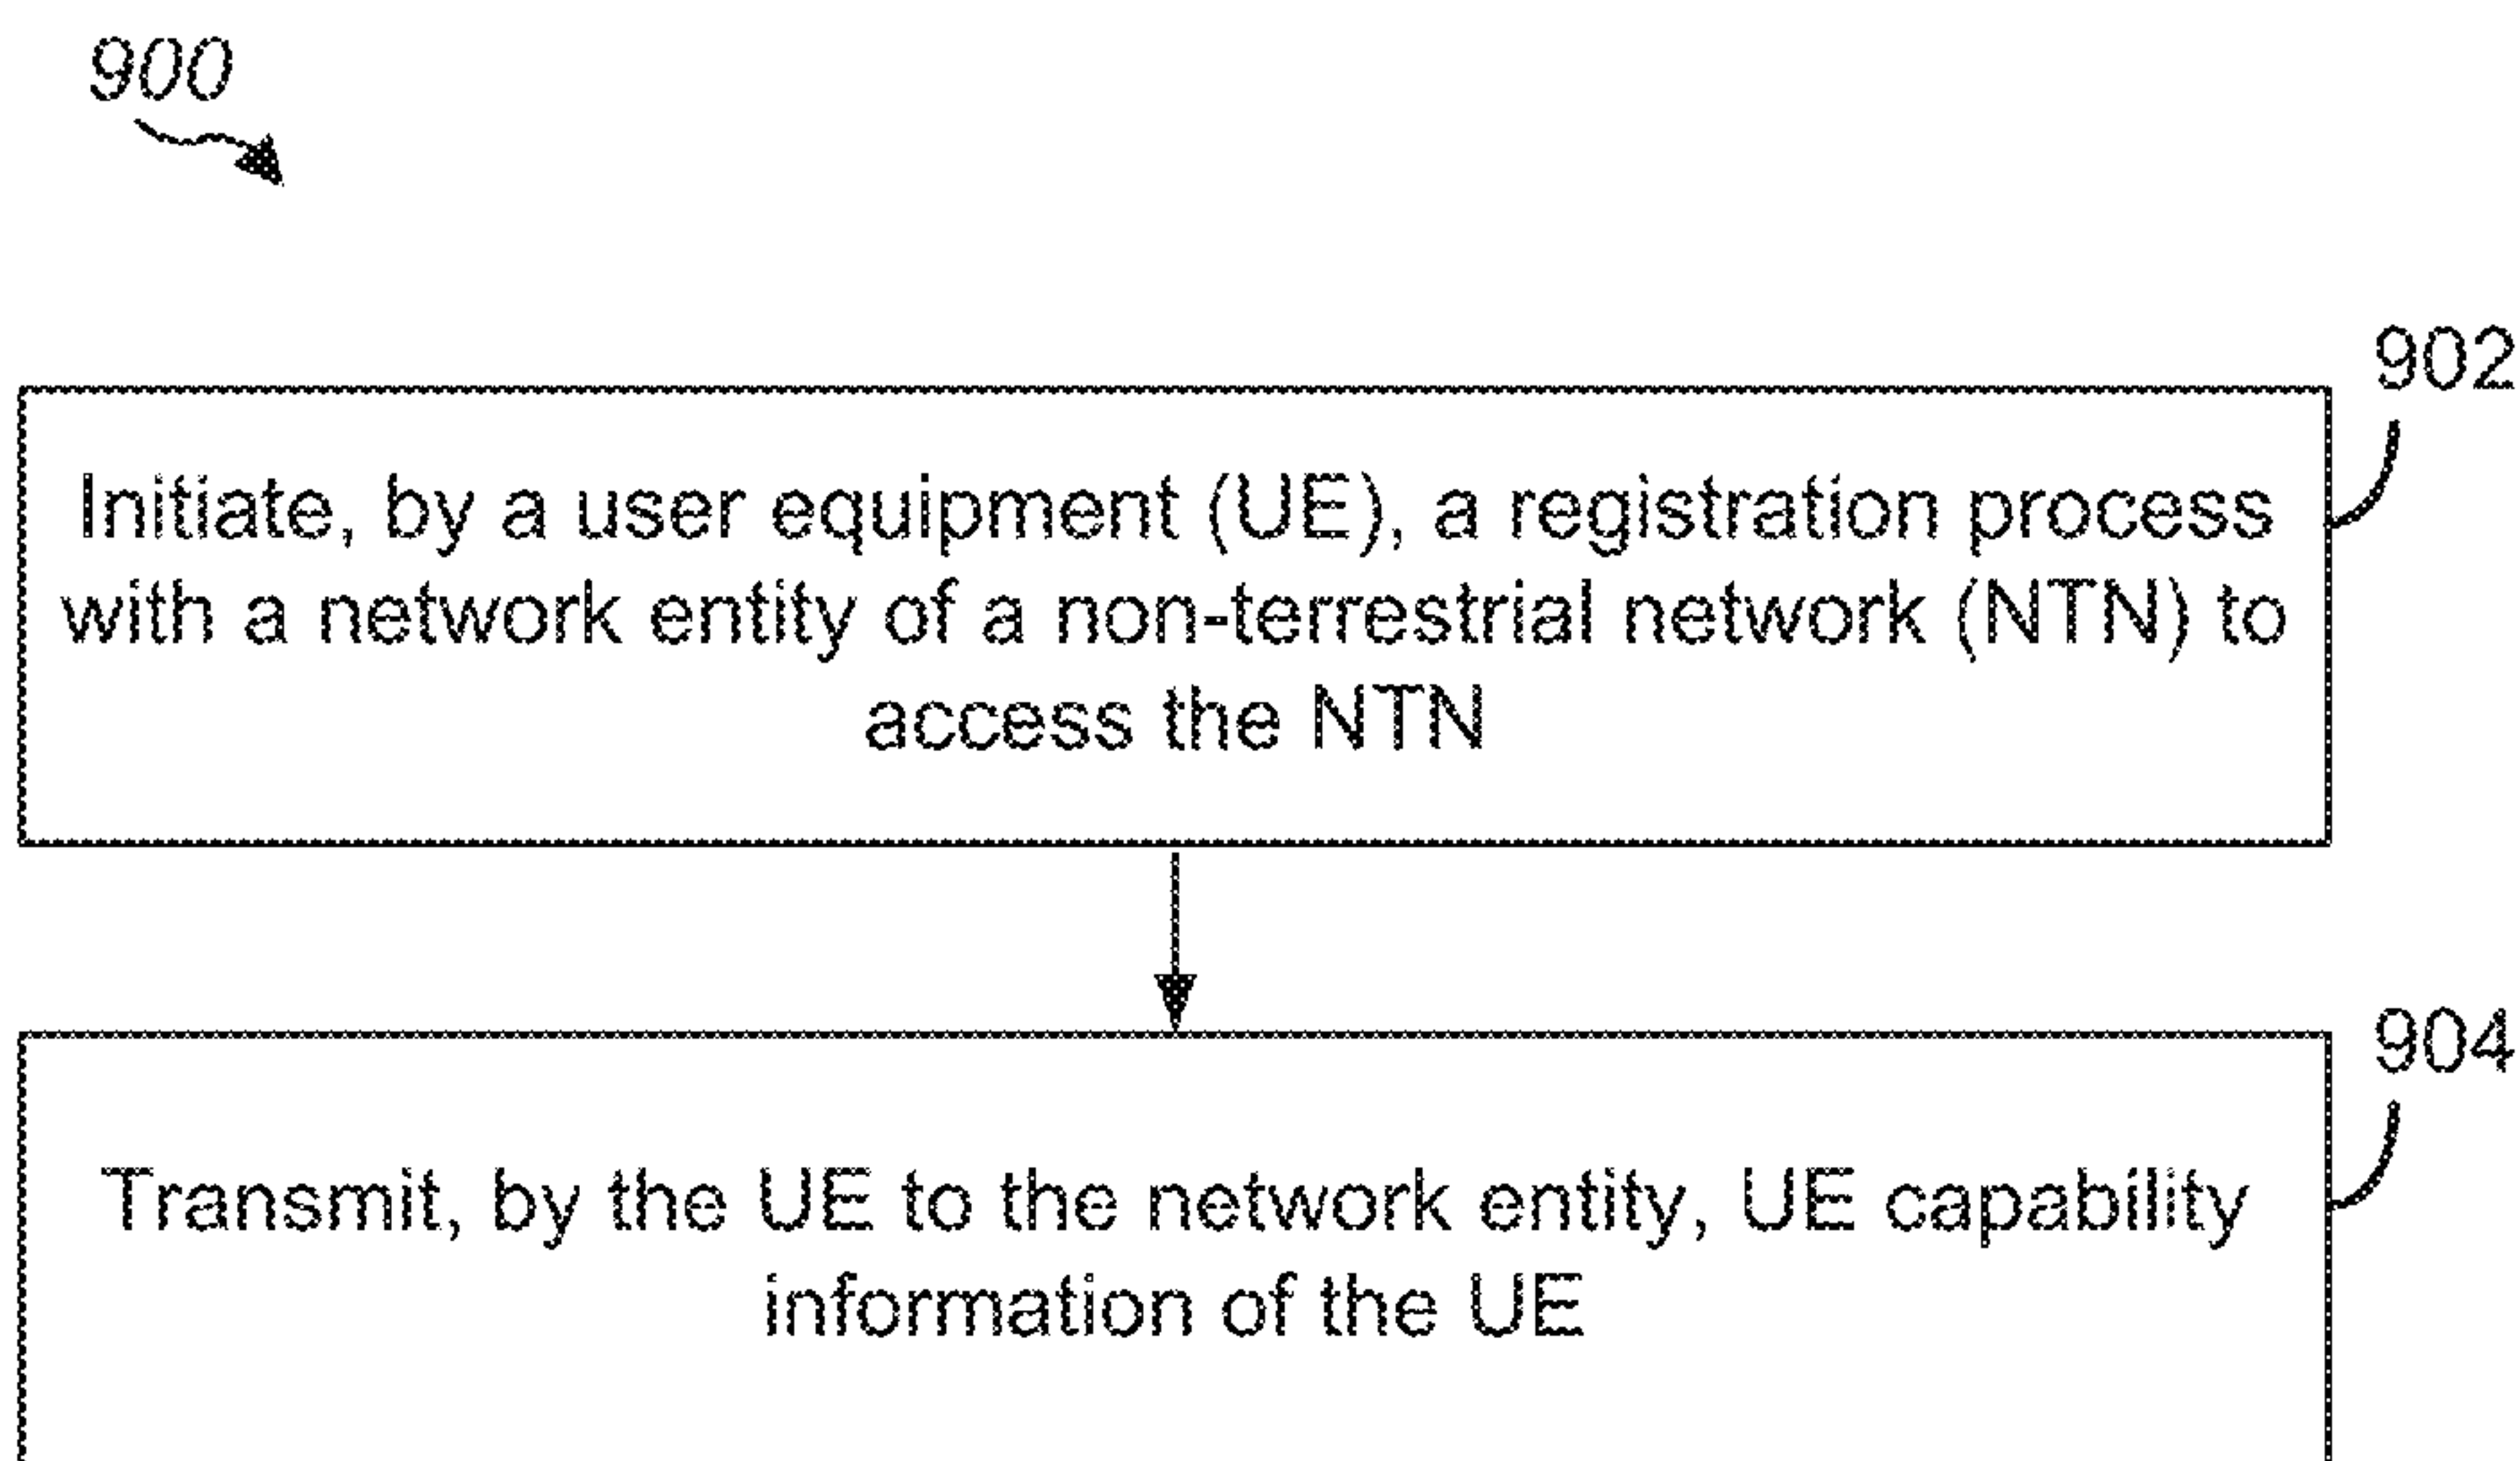 900
902
Initiate, by a user equipment (UE), a registration process
with a network entity of a non-terrestrial network (NTN) to
access the NTN
904
Transmit, by the UE to the network entity, UE capability
information of the UE